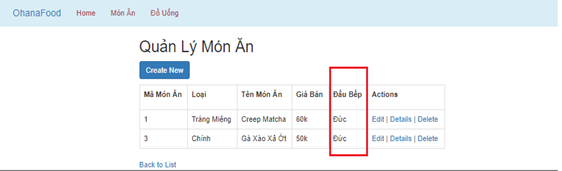 OhanaFood Home Món Ăn Đồ Uống
Quản Lý Món Ăn
Create New
Mã Món Ăn Loại Tên Món Ăn Giá Bán Đầu Bếp Actions
1 Tráng Miệng Creep Matcha 60k Đức Edit | Details | Delete
3 Chính Gà Xào Xả Ớt 50k Đức Edit | Details | Delete
Back to List